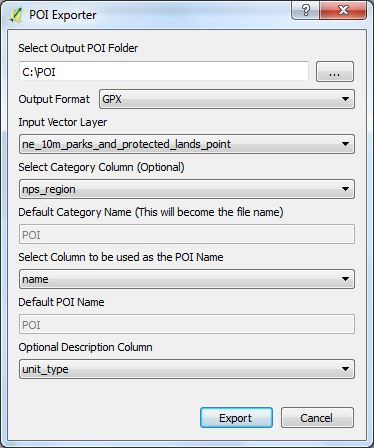 POI Exporter
?
Select Output POI Folder
C:\POI
...
Output Format GPX
Input Vector Layer
ne_10m_parks_and_protected_lands_point
Select Category Column (Optional)
nps_region
Default Category Name (This will become the file name)
POI
Select Column to be used as the POI Name
name
Default POI Name
POI
Optional Description Column
unit_type
Export Cancel